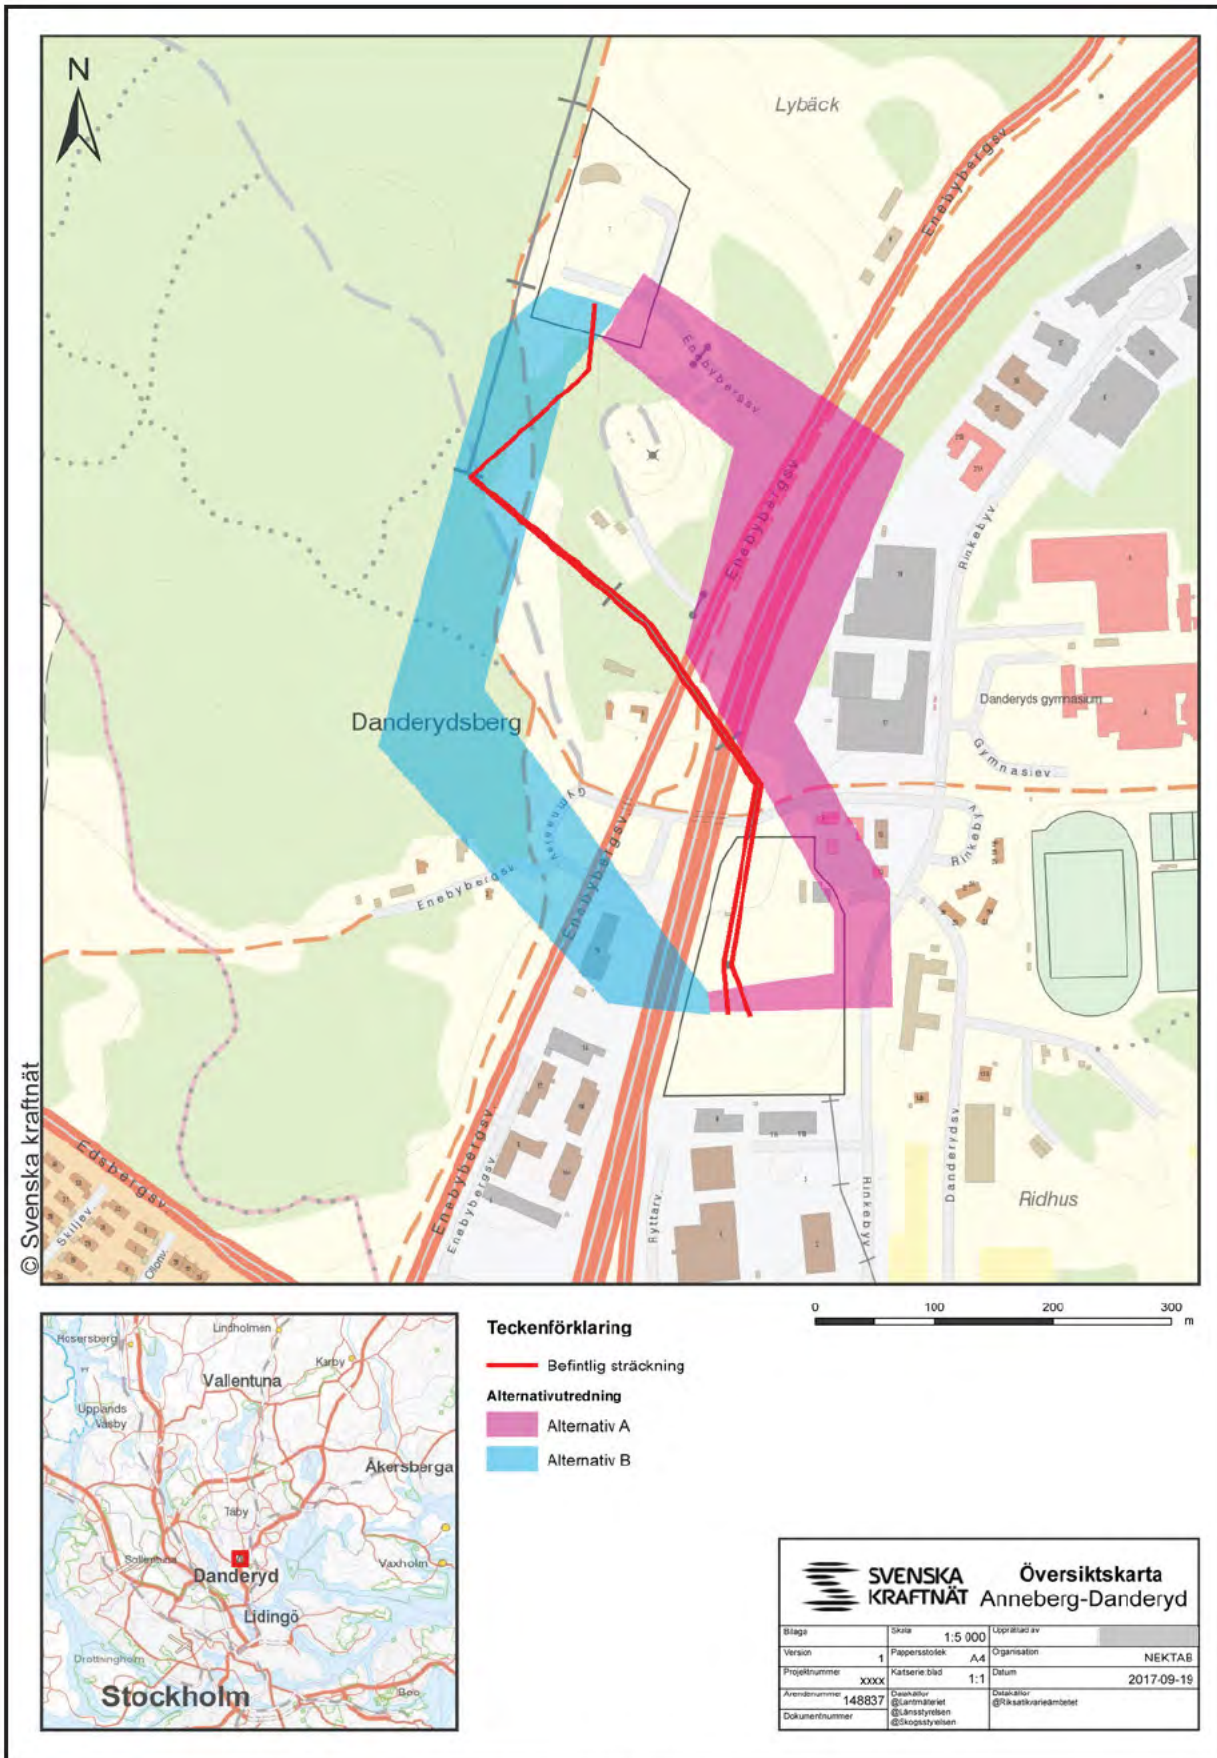 N
Lybäck
Enebybergsv.
Enebybergsv.
Enebybergsv.
Rinkebyv.
Danderyds gymnasium
Gymnasiev.
Danderydsberg
Gymnasiev.
Enebybergsv.
Enebybergsv.
Rinkebyv.
Enebybergsv.
Enebybergsv.
Edsbergsv.
Skiljev.
Ollonv.
Ryttarv.
Rinkebyv.
Danderydsv.
Ridhus
© Svenska kraftnät
0 100 200 300
m
Teckenförklaring
Befintlig sträckning
Alternativutredning
Alternativ A
Alternativ B
Rosersberg
Lindholmen
Karby
Vallentuna
Upplands
Väsby
Åkersberga
Täby
Sollentuna
Danderyd
Vaxholm
Lidingö
Drottningholm
Stockholm
Boo
SVENSKA
KRAFTNÄT
Översiktskarta
Anneberg-Danderyd
Bilaga
Skala 1:5 000
Upprättad av
Version 1
Pappersstorlek A4
Organisation NEKTAB
Projektnummer xxxx
Kartserie:blad 1:1
Datum 2017-09-19
Ärendenummer 148837
Dokumentnummer
Datakällor
@Lantmäteriet
@Länsstyrelsen
@Skogsstyrelsen
Datakällor
@Riksatikvarieämbetet